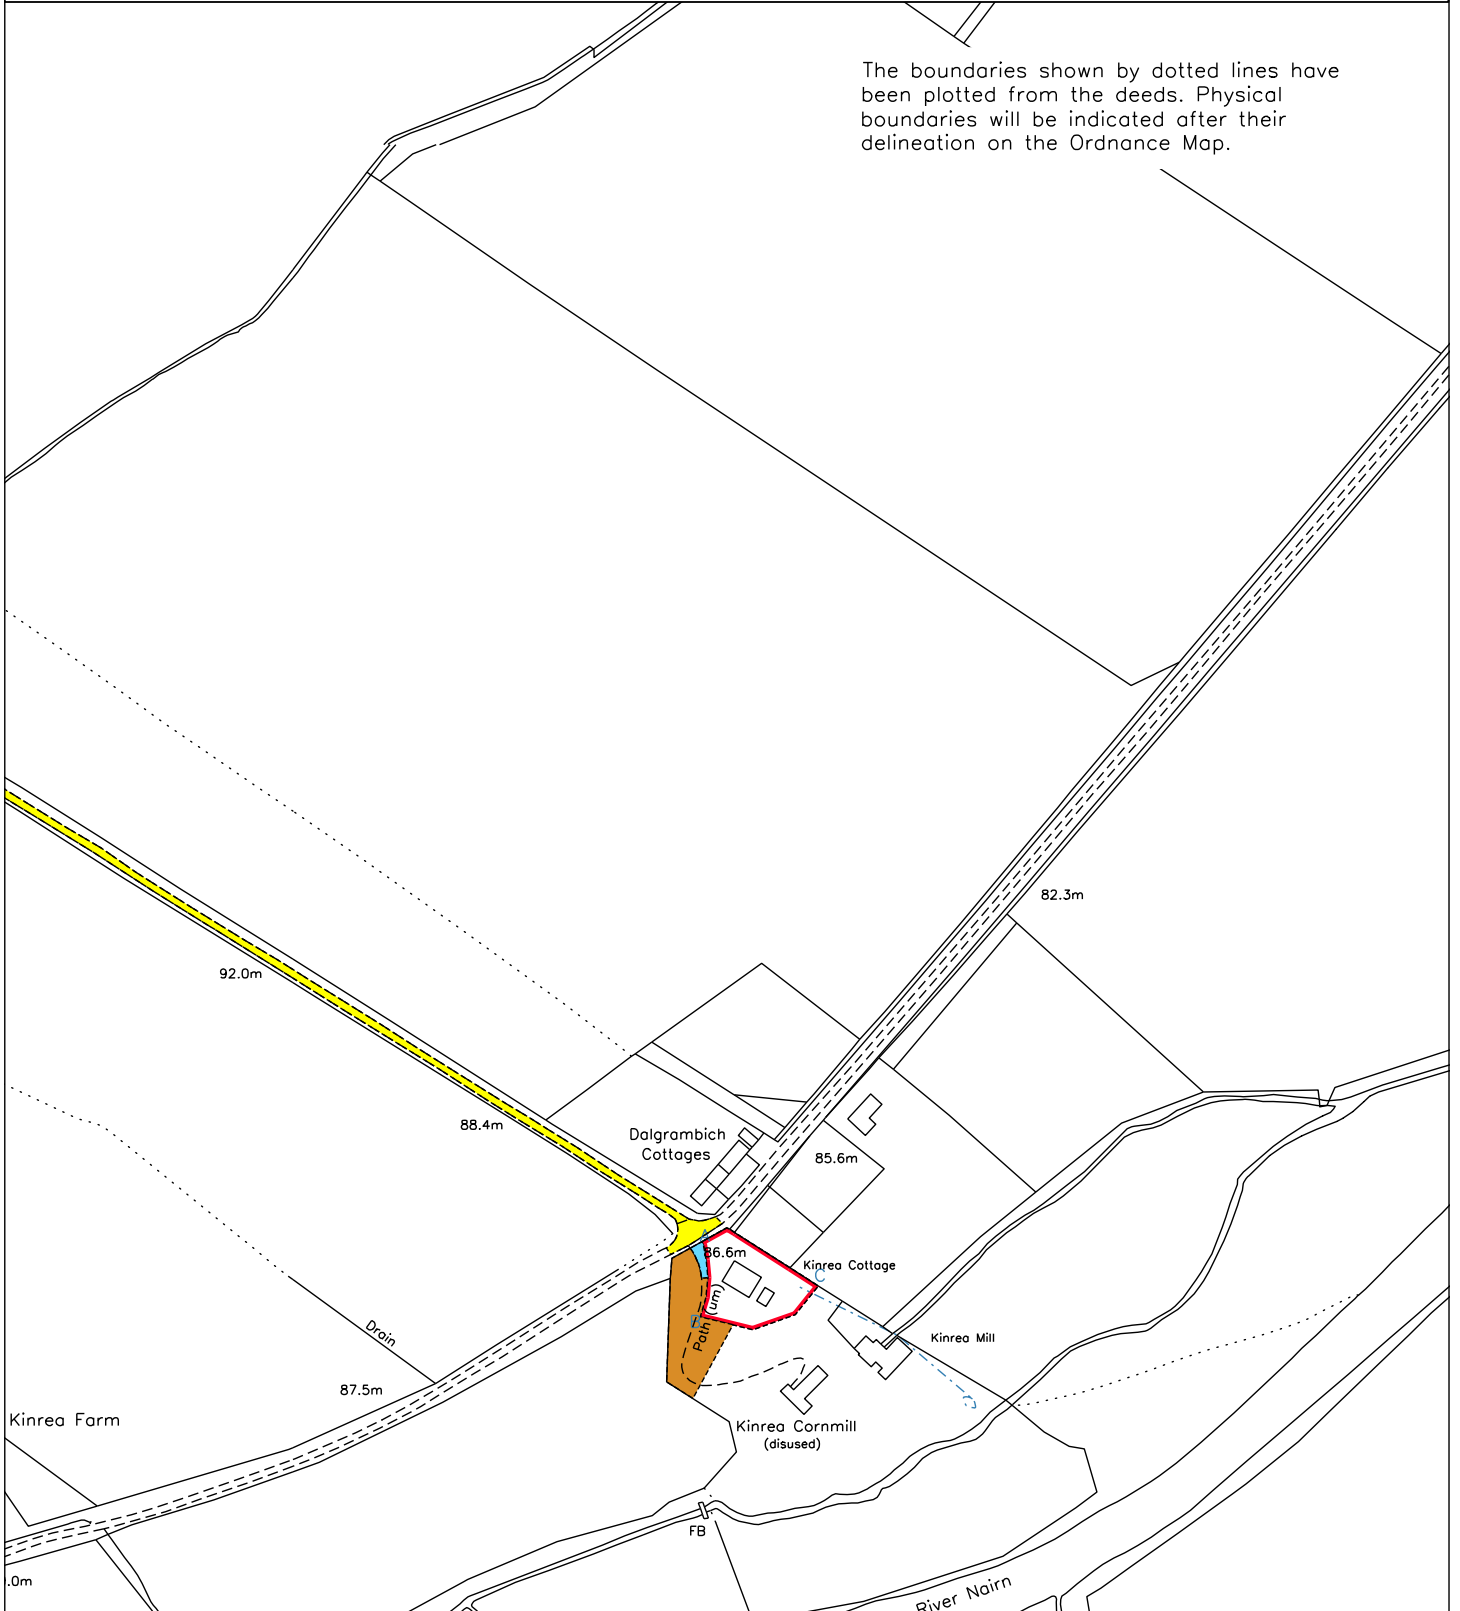 The boundaries shown by dotted lines have
been plotted from the deeds. Physical
boundaries will be indicated after their
delineation on the Ordnance Map.
82.3m
92.0m
88.4m
Dalgrambich
Cottages
85.6m
A
86.6m
Kinrea Cottage
C
(um)
B
Path
Drain
Kinrea Mill
87.5m
Kinrea Farm
Kinrea Cornmill
(disused)
FB
.0m
River Nairn